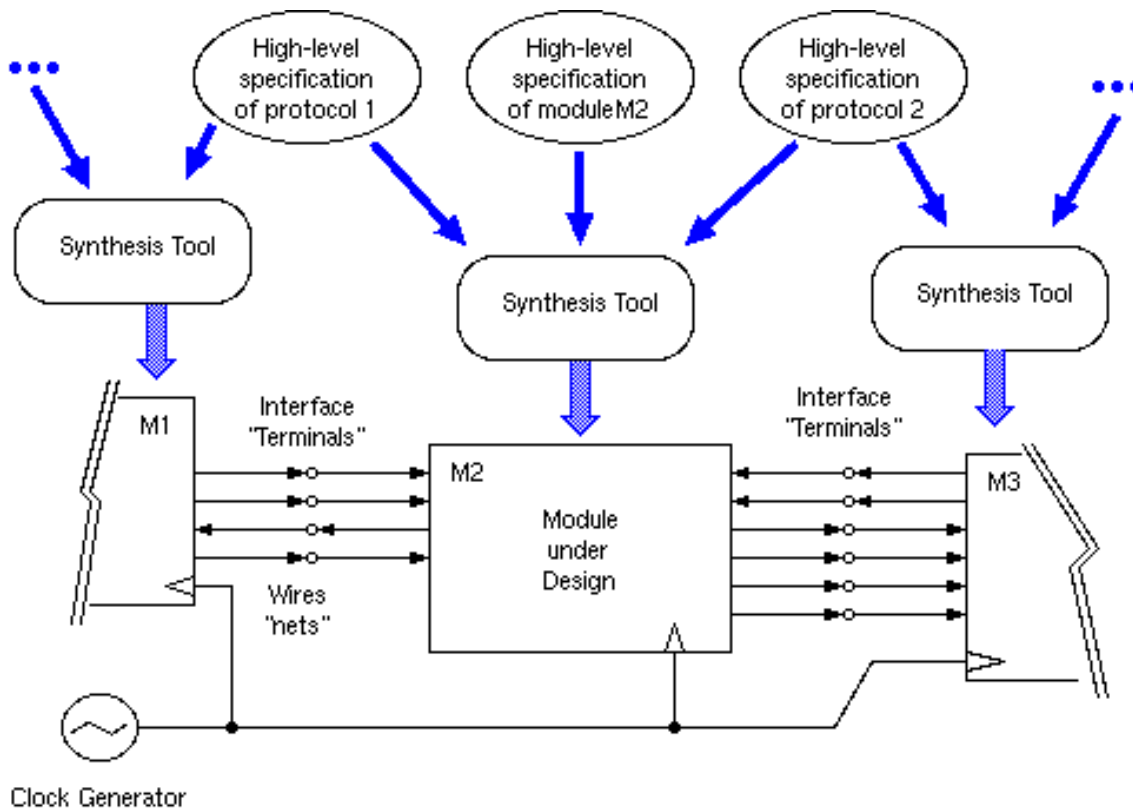 High-level
specification
of protocol 1
High-level
specification
of moduleM2
High-level
specification
of protocol 2
Synthesis Tool
Synthesis Tool
Synthesis Tool
M1
Interface
"Terminals"
Wires
"nets"
M2
Module
under
Design
Interface
"Terminals"
M3
Clock Generator